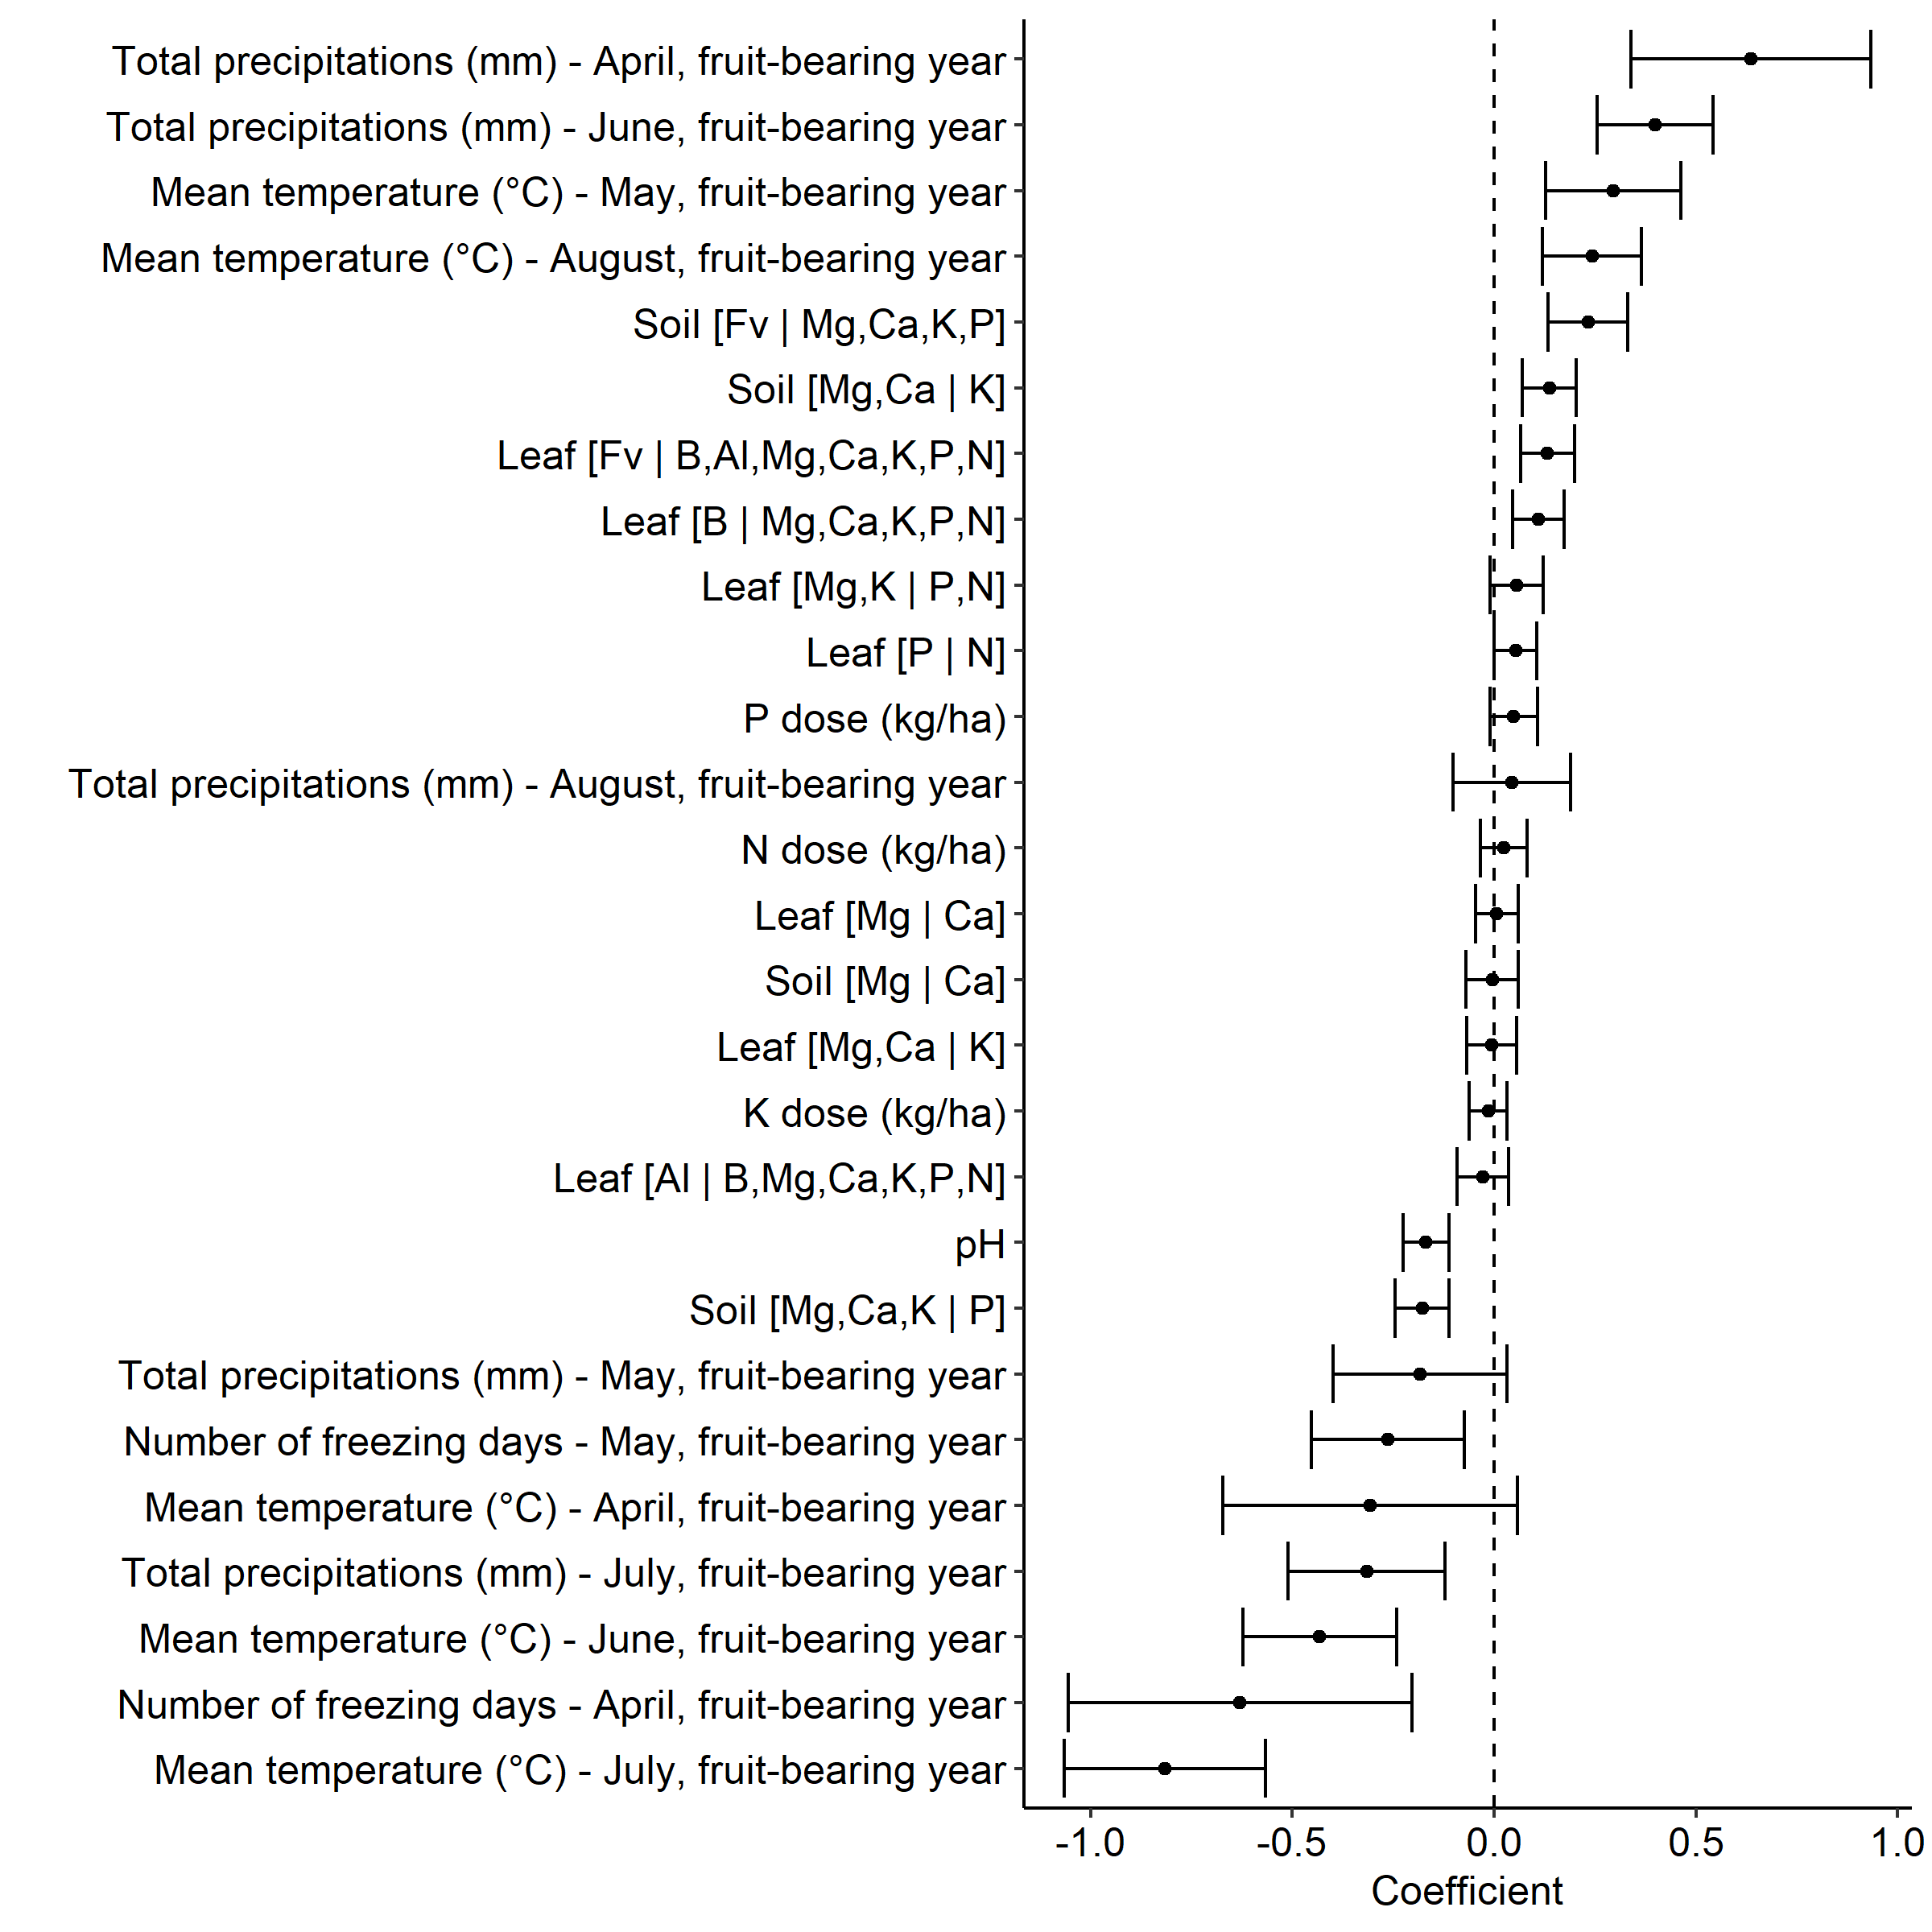 Total precipitations (mm) - April, fruit-bearing year
Total precipitations (mm) - June, fruit-bearing year
Mean temperature (°C) - May, fruit-bearing year
Mean temperature (°C) - August, fruit-bearing year
Soil [Fv | Mg,Ca,K,P]
Soil [Mg,Ca | K]
Leaf [Fv | B,Al,Mg,Ca,K,P,N]
Leaf [B | Mg,Ca,K,P,N]
Leaf [Mg,K | P,N]
Leaf [P | N]
P dose (kg/ha)
Total precipitations (mm) - August, fruit-bearing year
N dose (kg/ha)
Leaf [Mg | Ca]
Soil [Mg | Ca]
Leaf [Mg,Ca | K]
K dose (kg/ha)
Leaf [Al | B,Mg,Ca,K,P,N]
pH
Soil [Mg,Ca,K | P]
Total precipitations (mm) - May, fruit-bearing year
Number of freezing days - May, fruit-bearing year
Mean temperature (°C) - April, fruit-bearing year
Total precipitations (mm) - July, fruit-bearing year
Mean temperature (°C) - June, fruit-bearing year
Number of freezing days - April, fruit-bearing year
Mean temperature (°C) - July, fruit-bearing year
-1.0 -0.5 0.0 0.5 1.0
Coefficient